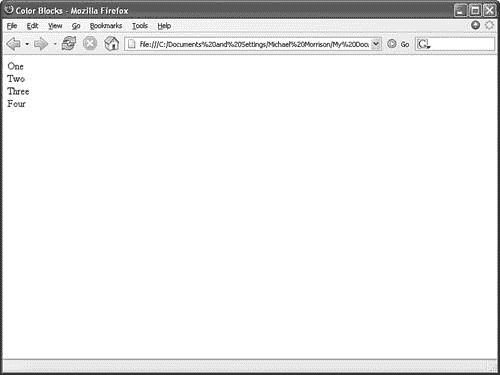 Color Blocks - Mozilla Firefox
File Edit View Go Bookmarks Tools Help
file:///C:/Documents%20and%20Settings/Michael%20Morrison/My%20Docu Go
One
Two
Three
Four